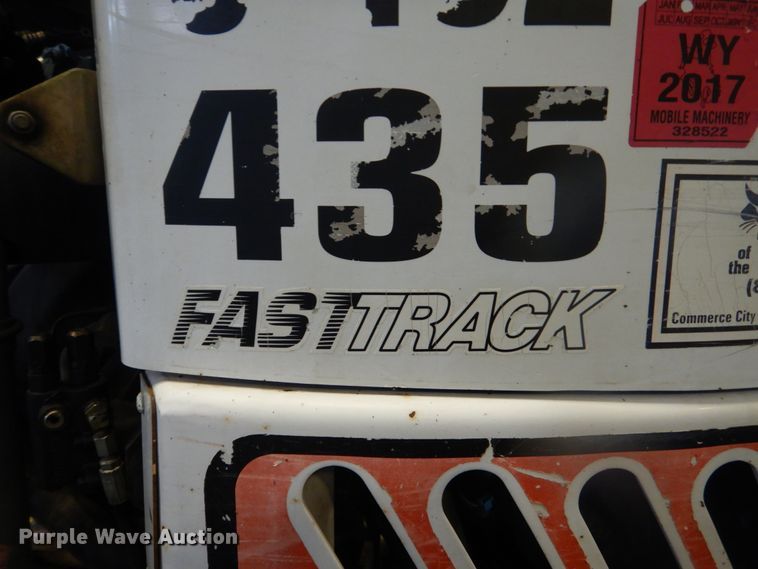 WY
2017
MOBILE MACHINERY
328522
435
of
the
Commerce City
FASTTRACK
Purple Wave Auction